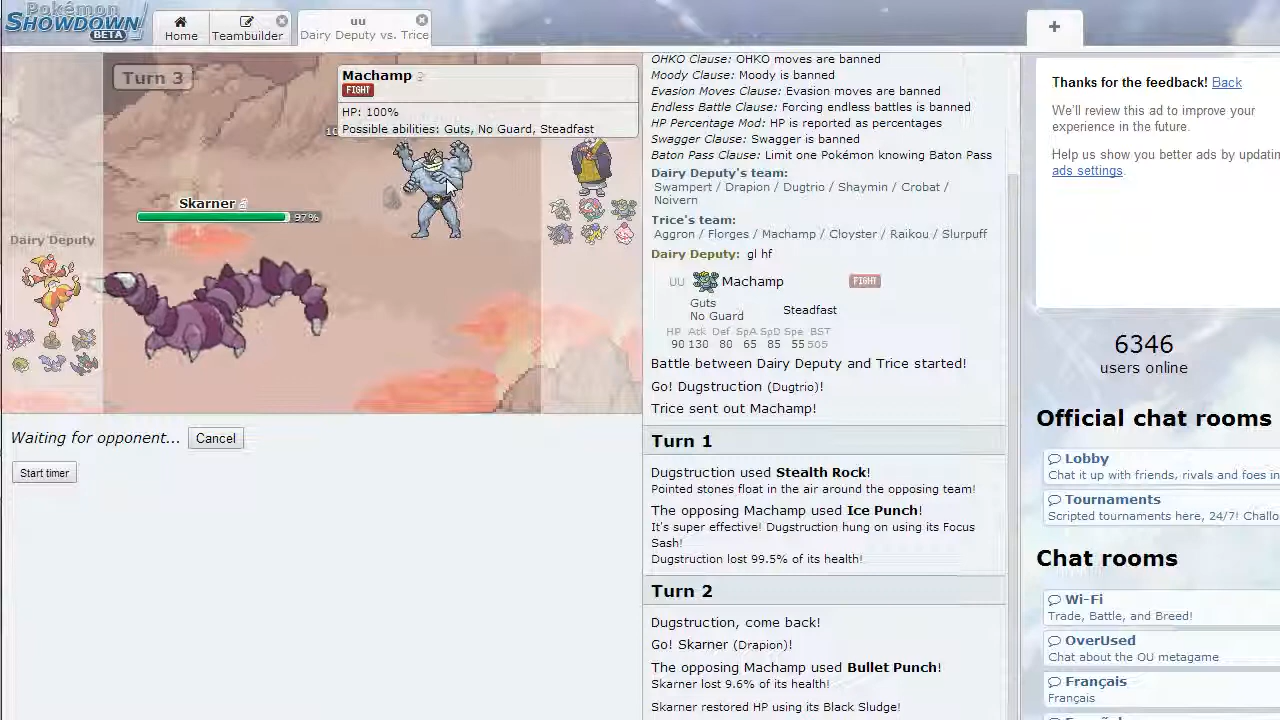 Pokémon
SHOWDOWN
BETA
Home
Teambuilder
uu
Dairy Deputy vs. Trice
+
Turn 3
Machamp
FIGHT
HP: 100%
Possible abilities: Guts, No Guard, Steadfast
Skarner
97%
Dairy Deputy
Waiting for opponent...
Cancel
Start timer
OHKO Clause: OHKO moves are banned
Moody Clause: Moody is banned
Evasion Moves Clause: Evasion moves are banned
Endless Battle Clause: Forcing endless battles is banned
HP Percentage Mod: HP is reported as percentages
Swagger Clause: Swagger is banned
Baton Pass Clause: Limit one Pokémon knowing Baton Pass
Dairy Deputy's team:
Swampert / Drapion / Dugtrio / Shaymin / Crobat /
Noivern
Trice's team:
Aggron / Florges / Machamp / Cloyster / Raikou / Slurpuff
Dairy Deputy: gl hf
UU Machamp FIGHT
Guts
No Guard Steadfast
HP Atk Def SpA SpD Spe BST
90 130 80 65 85 55 505
Battle between Dairy Deputy and Trice started!
Go! Dugstruction (Dugtrio)!
Trice sent out Machamp!
Turn 1
Dugstruction used Stealth Rock!
Pointed stones float in the air around the opposing team!
The opposing Machamp used Ice Punch!
It's super effective! Dugstruction hung on using its Focus
Sash!
Dugstruction lost 99.5% of its health!
Turn 2
Dugstruction, come back!
Go! Skarner (Drapion)!
The opposing Machamp used Bullet Punch!
Skarner lost 9.6% of its health!
Skarner restored HP using its Black Sludge!
Thanks for the feedback! Back
We'll review this ad to improve your
experience in the future.
Help us show you better ads by updatin
ads settings.
6346
users online
Official chat rooms
Lobby
Chat it up with friends, rivals and foes in
Tournaments
Scripted tournaments here, 24/7! Challo
Chat rooms
Wi-Fi
Trade, Battle, and Breed!
OverUsed
Chat about the OU metagame
Français
Français